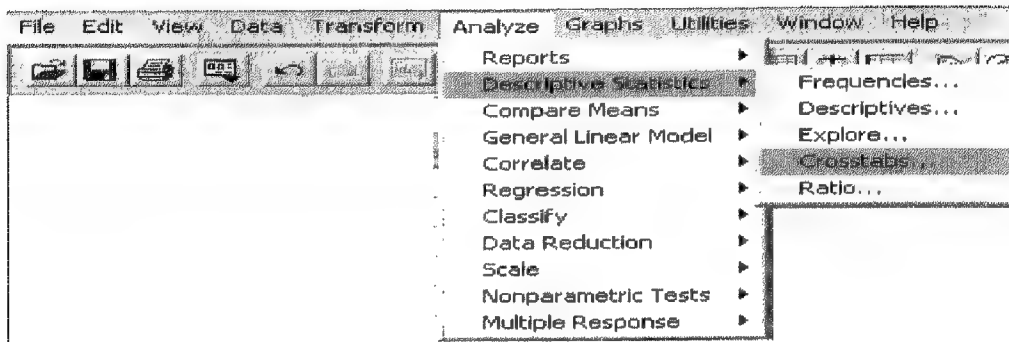 File Edit View Data Transform Analyze Graphs Utilities Window Help
Reports
Descriptive Statistics
Compare Means
General Linear Model
Correlate
Regression
Classify
Data Reduction
Scale
Nonparametric Tests
Multiple Response
Frequencies...
Descriptives...
Explore...
Crosstabs...
Ratio...